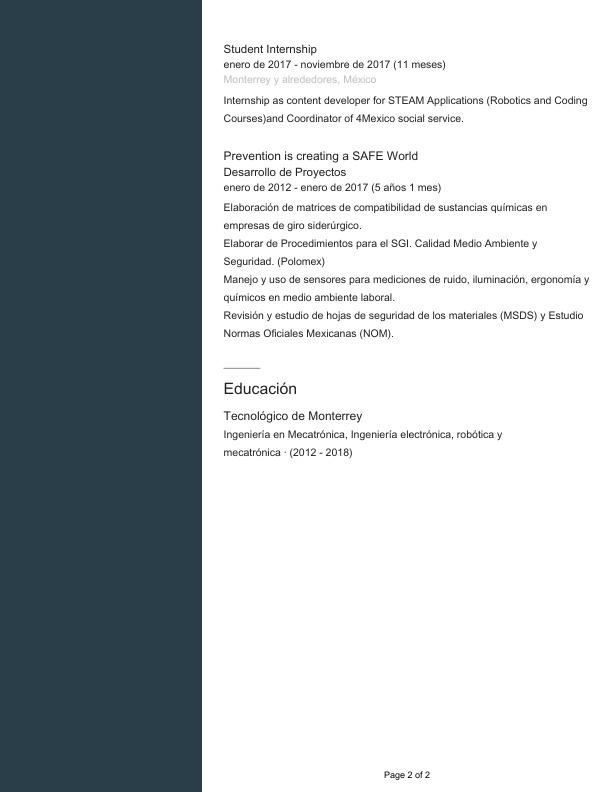 Student Internship
enero de 2017 - noviembre de 2017 (11 meses)
Monterrey y alrededores, México
Internship as content developer for STEAM Applications (Robotics and Coding
Courses)and Coordinator of 4Mexico social service.
Prevention is creating a SAFE World
Desarrollo de Proyectos
enero de 2012 - enero de 2017 (5 años 1 mes)
Elaboración de matrices de compatibilidad de sustancias químicas en
empresas de giro siderúrgico.
Elaborar de Procedimientos para el SGI. Calidad Medio Ambiente y
Seguridad. (Polomex)
Manejo y uso de sensores para mediciones de ruido, iluminación, ergonomía y
químicos en medio ambiente laboral.
Revisión y estudio de hojas de seguridad de los materiales (MSDS) y Estudio
Normas Oficiales Mexicanas (NOM).
Educación
Tecnológico de Monterrey
Ingeniería en Mecatrónica, Ingeniería electrónica, robótica y
mecatrónica · (2012 - 2018)
Page 2 of 2